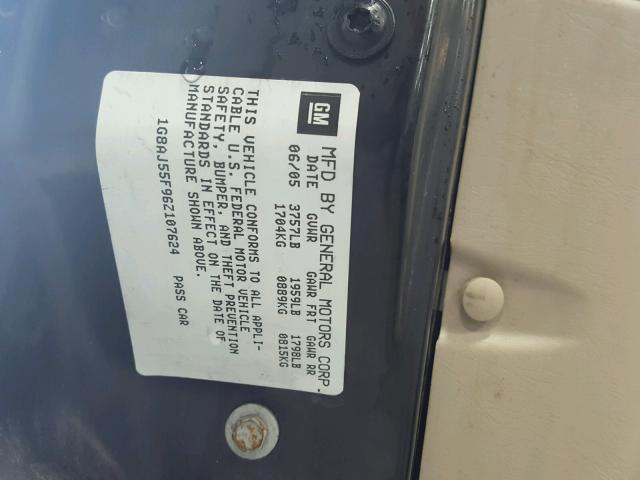 GM MFD BY GENERAL MOTORS CORP.
DATE GVWR GAWR FRT GAWR RR
06/05 3757LB 1959LB 1798LB
1704KG 0889KG 0815KG
THIS VEHICLE CONFORMS TO ALL APPLI-
CABLE U.S. FEDERAL MOTOR VEHICLE
SAFETY, BUMPER, AND THEFT PREVENTION
STANDARDS IN EFFECT ON THE DATE OF
MANUFACTURE SHOWN ABOVE.
1G8AJ55F96Z107624 PASS CAR